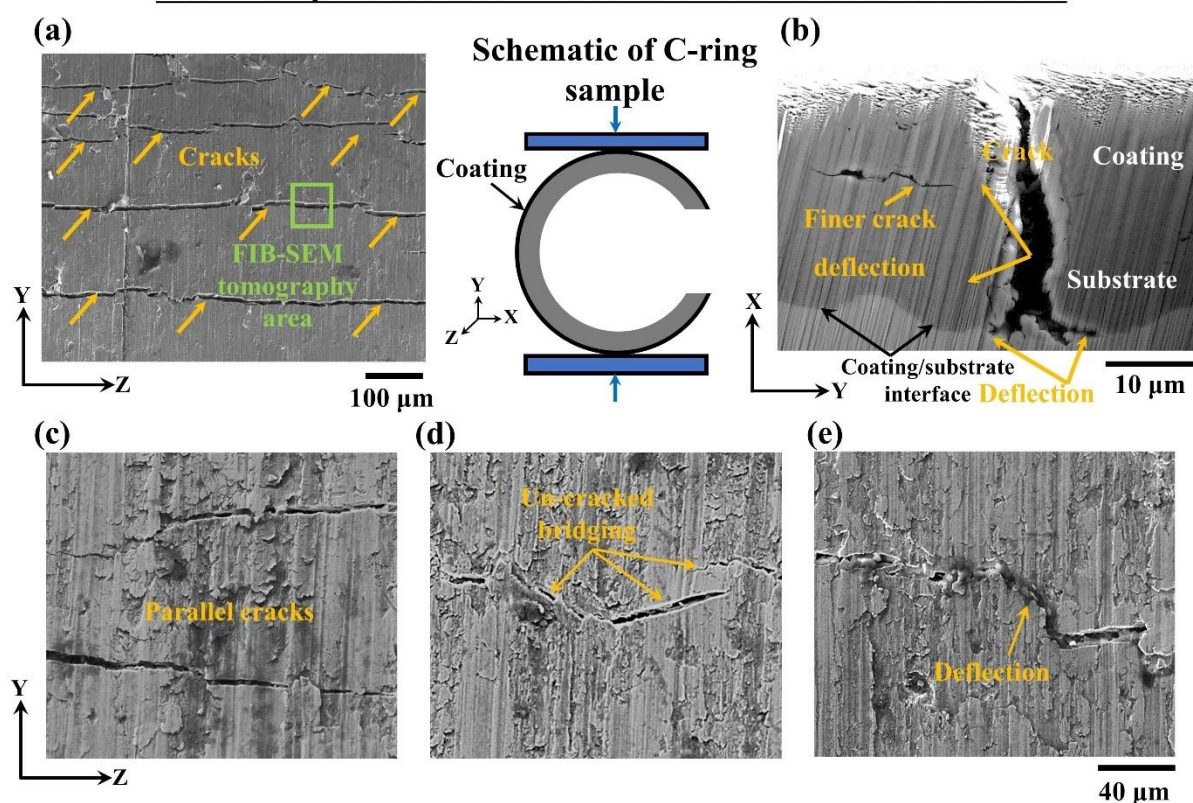 (a)
Cracks
FIB-SEM
tomography
area
Y
Z
100 µm
Schematic of C-ring
sample
Coating
Y
X
Z
(b)
Crack
Coating
Finer crack
deflection
Substrate
X
Y
Coating/substrate
interface
Deflection
10 µm
(c)
Parallel cracks
Y
Z
(d)
Un-cracked
bridging
(e)
Deflection
40 µm